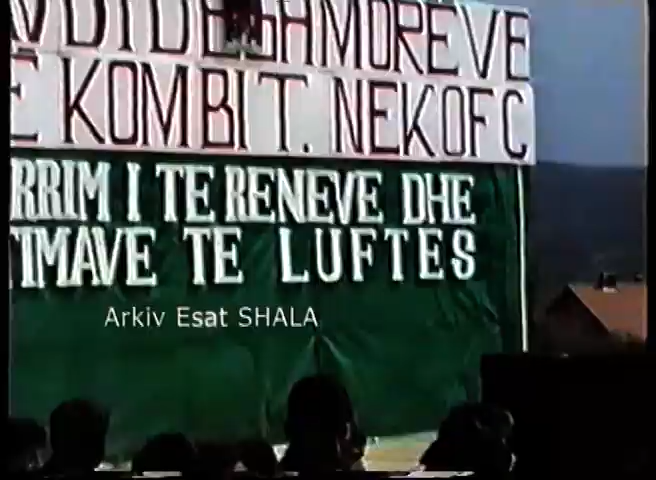 VDI DESHMOREVE
E KOMBIT. NEKOFC
RRIM I TE RENEVE DHE
TIMAVE TE LUFTES
Arkiv Esat SHALA